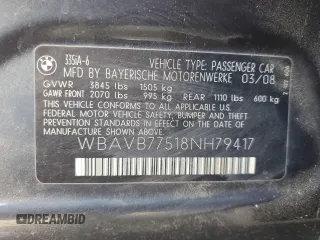 335iA-6
VEHICLE TYPE: PASSENGER CAR
MFD BY BAYERISCHE MOTORENWERKE 03/08
GVWR 3845 lbs 1505 kg
GAWR FRONT 2070 lbs 995 kg REAR 1110 lbs 600 kg
THIS VEHICLE CONFORMS TO ALL APPLICABLE
FEDERAL MOTOR VEHICLE SAFETY, BUMPER AND THEFT
PREVENTION STANDARDS IN EFFECT ON THE DATE OF
MANUFACTURE SHOWN ABOVE.
WBAVB77518NH79417
DREAMBID